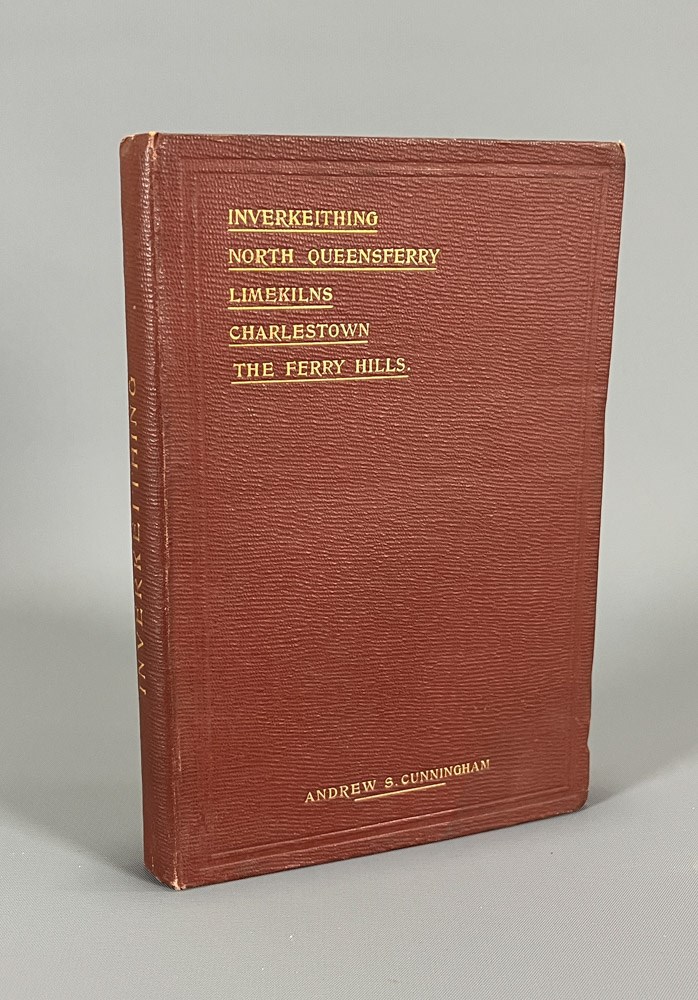 INVERKEITHING
NORTH QUEENSFERRY
LIMEKILNS
CHARLESTOWN
THE FERRY HILLS.
ANDREW S. CUNNINGHAM
INVERKEITHING